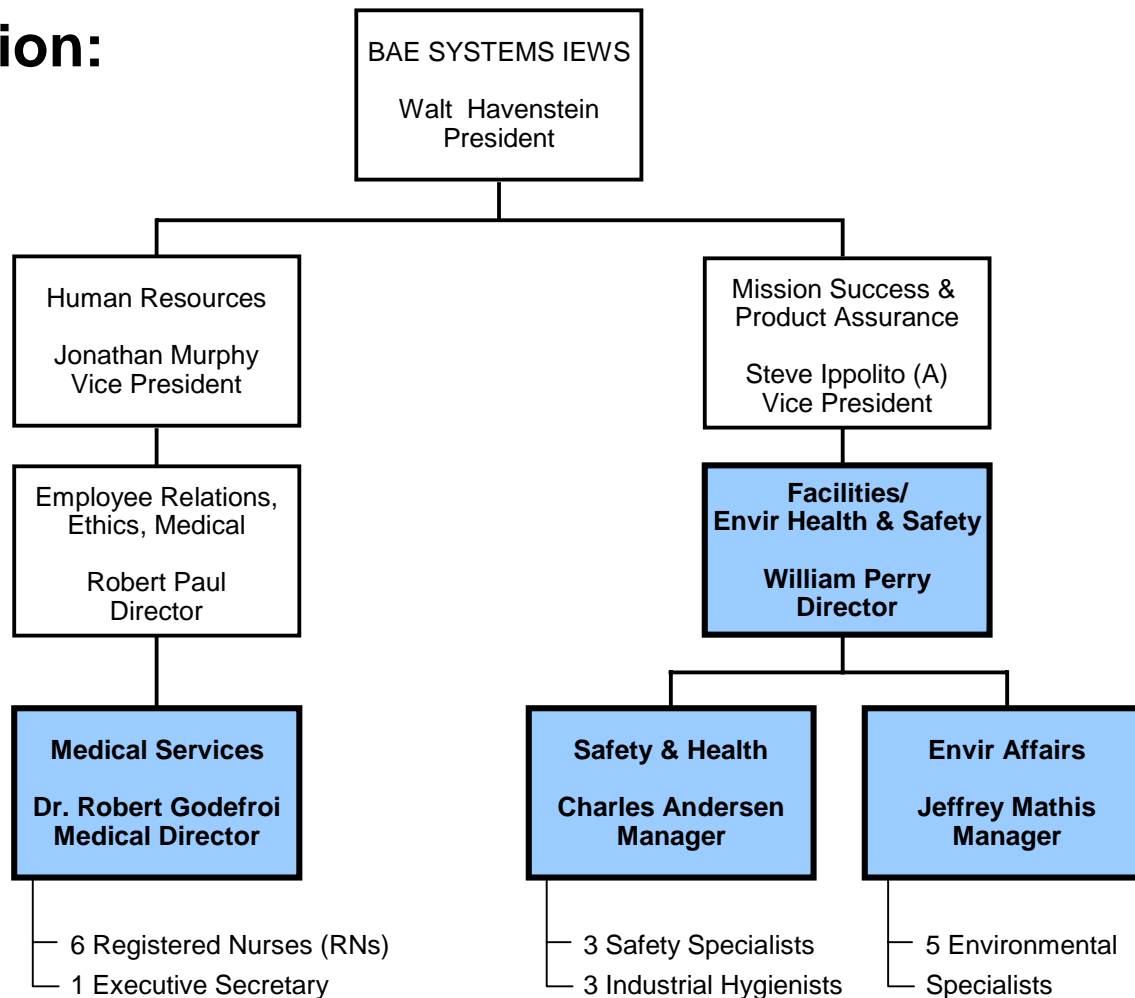 ion:
BAE SYSTEMS IEWS
Walt Havenstein
President
Human Resources
Jonathan Murphy
Vice President
Mission Success &
Product Assurance
Steve Ippolito (A)
Vice President
Employee Relations,
Ethics, Medical
Robert Paul
Director
Facilities/
Envir Health & Safety
William Perry
Director
Medical Services
Dr. Robert Godefroi
Medical Director
Safety & Health
Charles Andersen
Manager
Envir Affairs
Jeffrey Mathis
Manager
6 Registered Nurses (RNs)
1 Executive Secretary
3 Safety Specialists
3 Industrial Hygienists
5 Environmental
Specialists